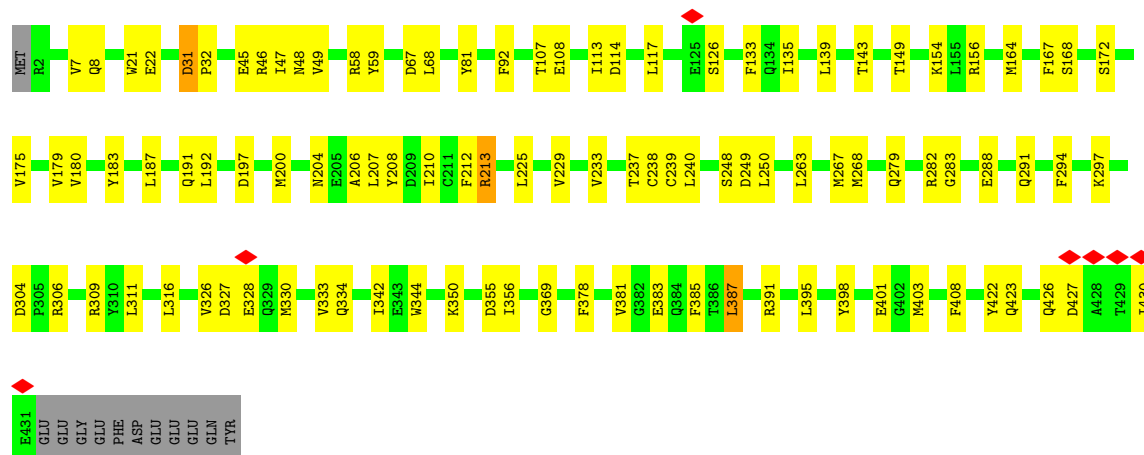 MET R2 V7 Q8 W21 E22 D31 P32 E45 R46 I47 N48 V49 R58 Y59 D67 L68 Y81 F92 T107 E108 I113 D114 L117 E125 S126 F133 Q134 I135 L139 T143 T149 K154 L155 R156 M164 F167 S168 S172
V175 V179 V180 Y183 L187 Q191 L192 D197 M200 N204 E205 A206 L207 Y208 D209 I210 C211 F212 R213 L225 V229 V233 T237 C238 C239 L240 S248 D249 L250 L263 M267 M268 Q279 R282 G283 E288 Q291 F294 K297
D304 P305 R306 R309 Y310 L311 L316 V326 D327 E328 Q329 M330 V333 Q334 I342 E343 W344 K350 D355 I356 G369 F378 V381 G382 E383 Q384 F385 T386 L387 R391 L395 Y398 E401 G402 M403 F408 Y422 Q423 Q426 D427 A428 T429
E431 GLU GLU GLY GLU PHE ASP GLU GLU GLU GLN TYR